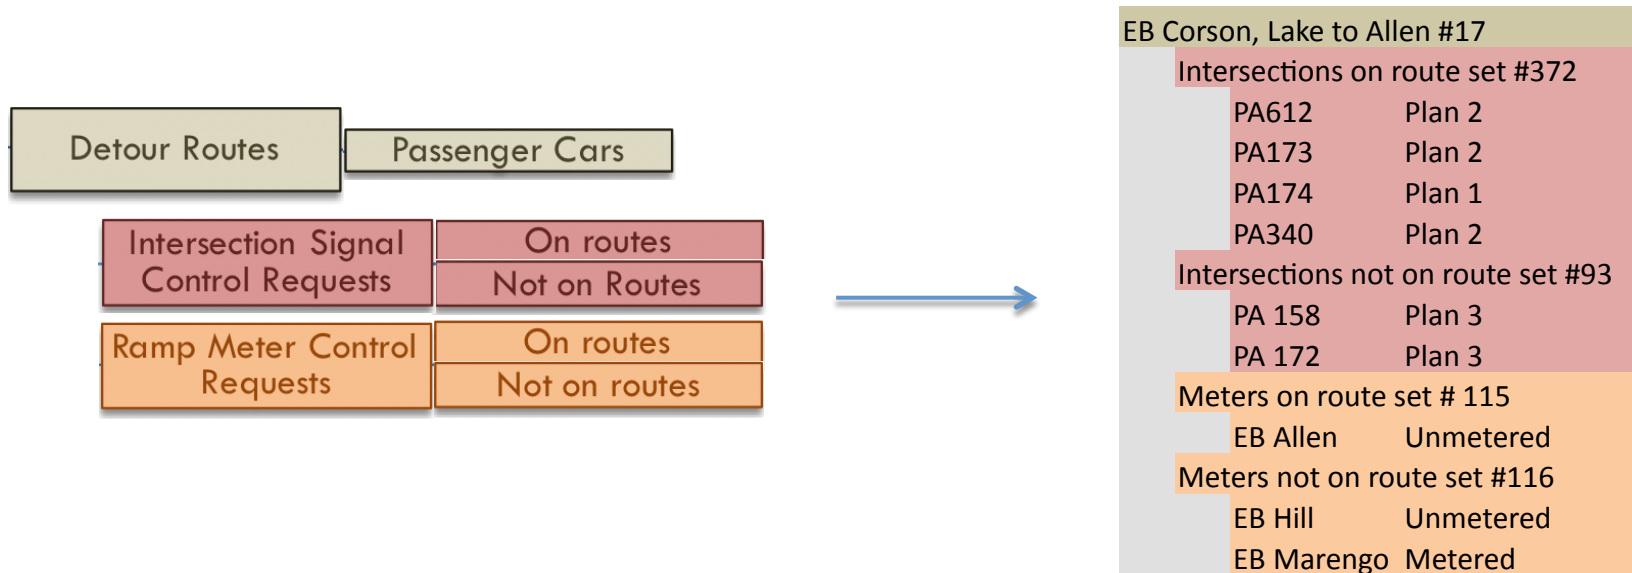 Detour Routes
Passenger Cars
Intersection Signal
Control Requests
On routes
Not on Routes
Ramp Meter Control
Requests
On routes
Not on routes
EB Corson, Lake to Allen #17
Intersections on route set #372
PA612 Plan 2
PA173 Plan 2
PA174 Plan 1
PA340 Plan 2
Intersections not on route set #93
PA 158 Plan 3
PA 172 Plan 3
Meters on route set # 115
EB Allen Unmetered
Meters not on route set #116
EB Hill Unmetered
EB Marengo Metered